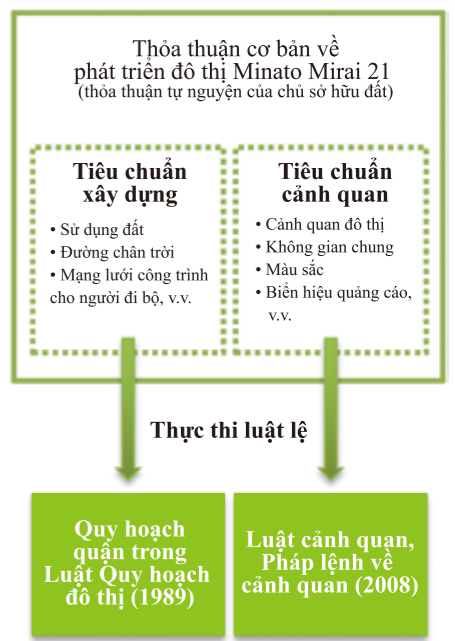 Thỏa thuận cơ bản về
phát triển đô thị Minato Mirai 21
(thỏa thuận tự nguyện của chủ sở hữu đất)
Tiêu chuẩn
xây dựng
• Sử dụng đất
• Đường chân trời
• Mạng lưới công trình
cho người đi bộ, v.v.
Tiêu chuẩn
cảnh quan
• Cảnh quan đô thị
• Không gian chung
• Màu sắc
• Biển hiệu quảng cáo,
v.v.
Thực thi luật lệ
Quy hoạch
quận trong
Luật Quy hoạch
đô thị (1989)
Luật cảnh quan,
Pháp lệnh về
cảnh quan (2008)